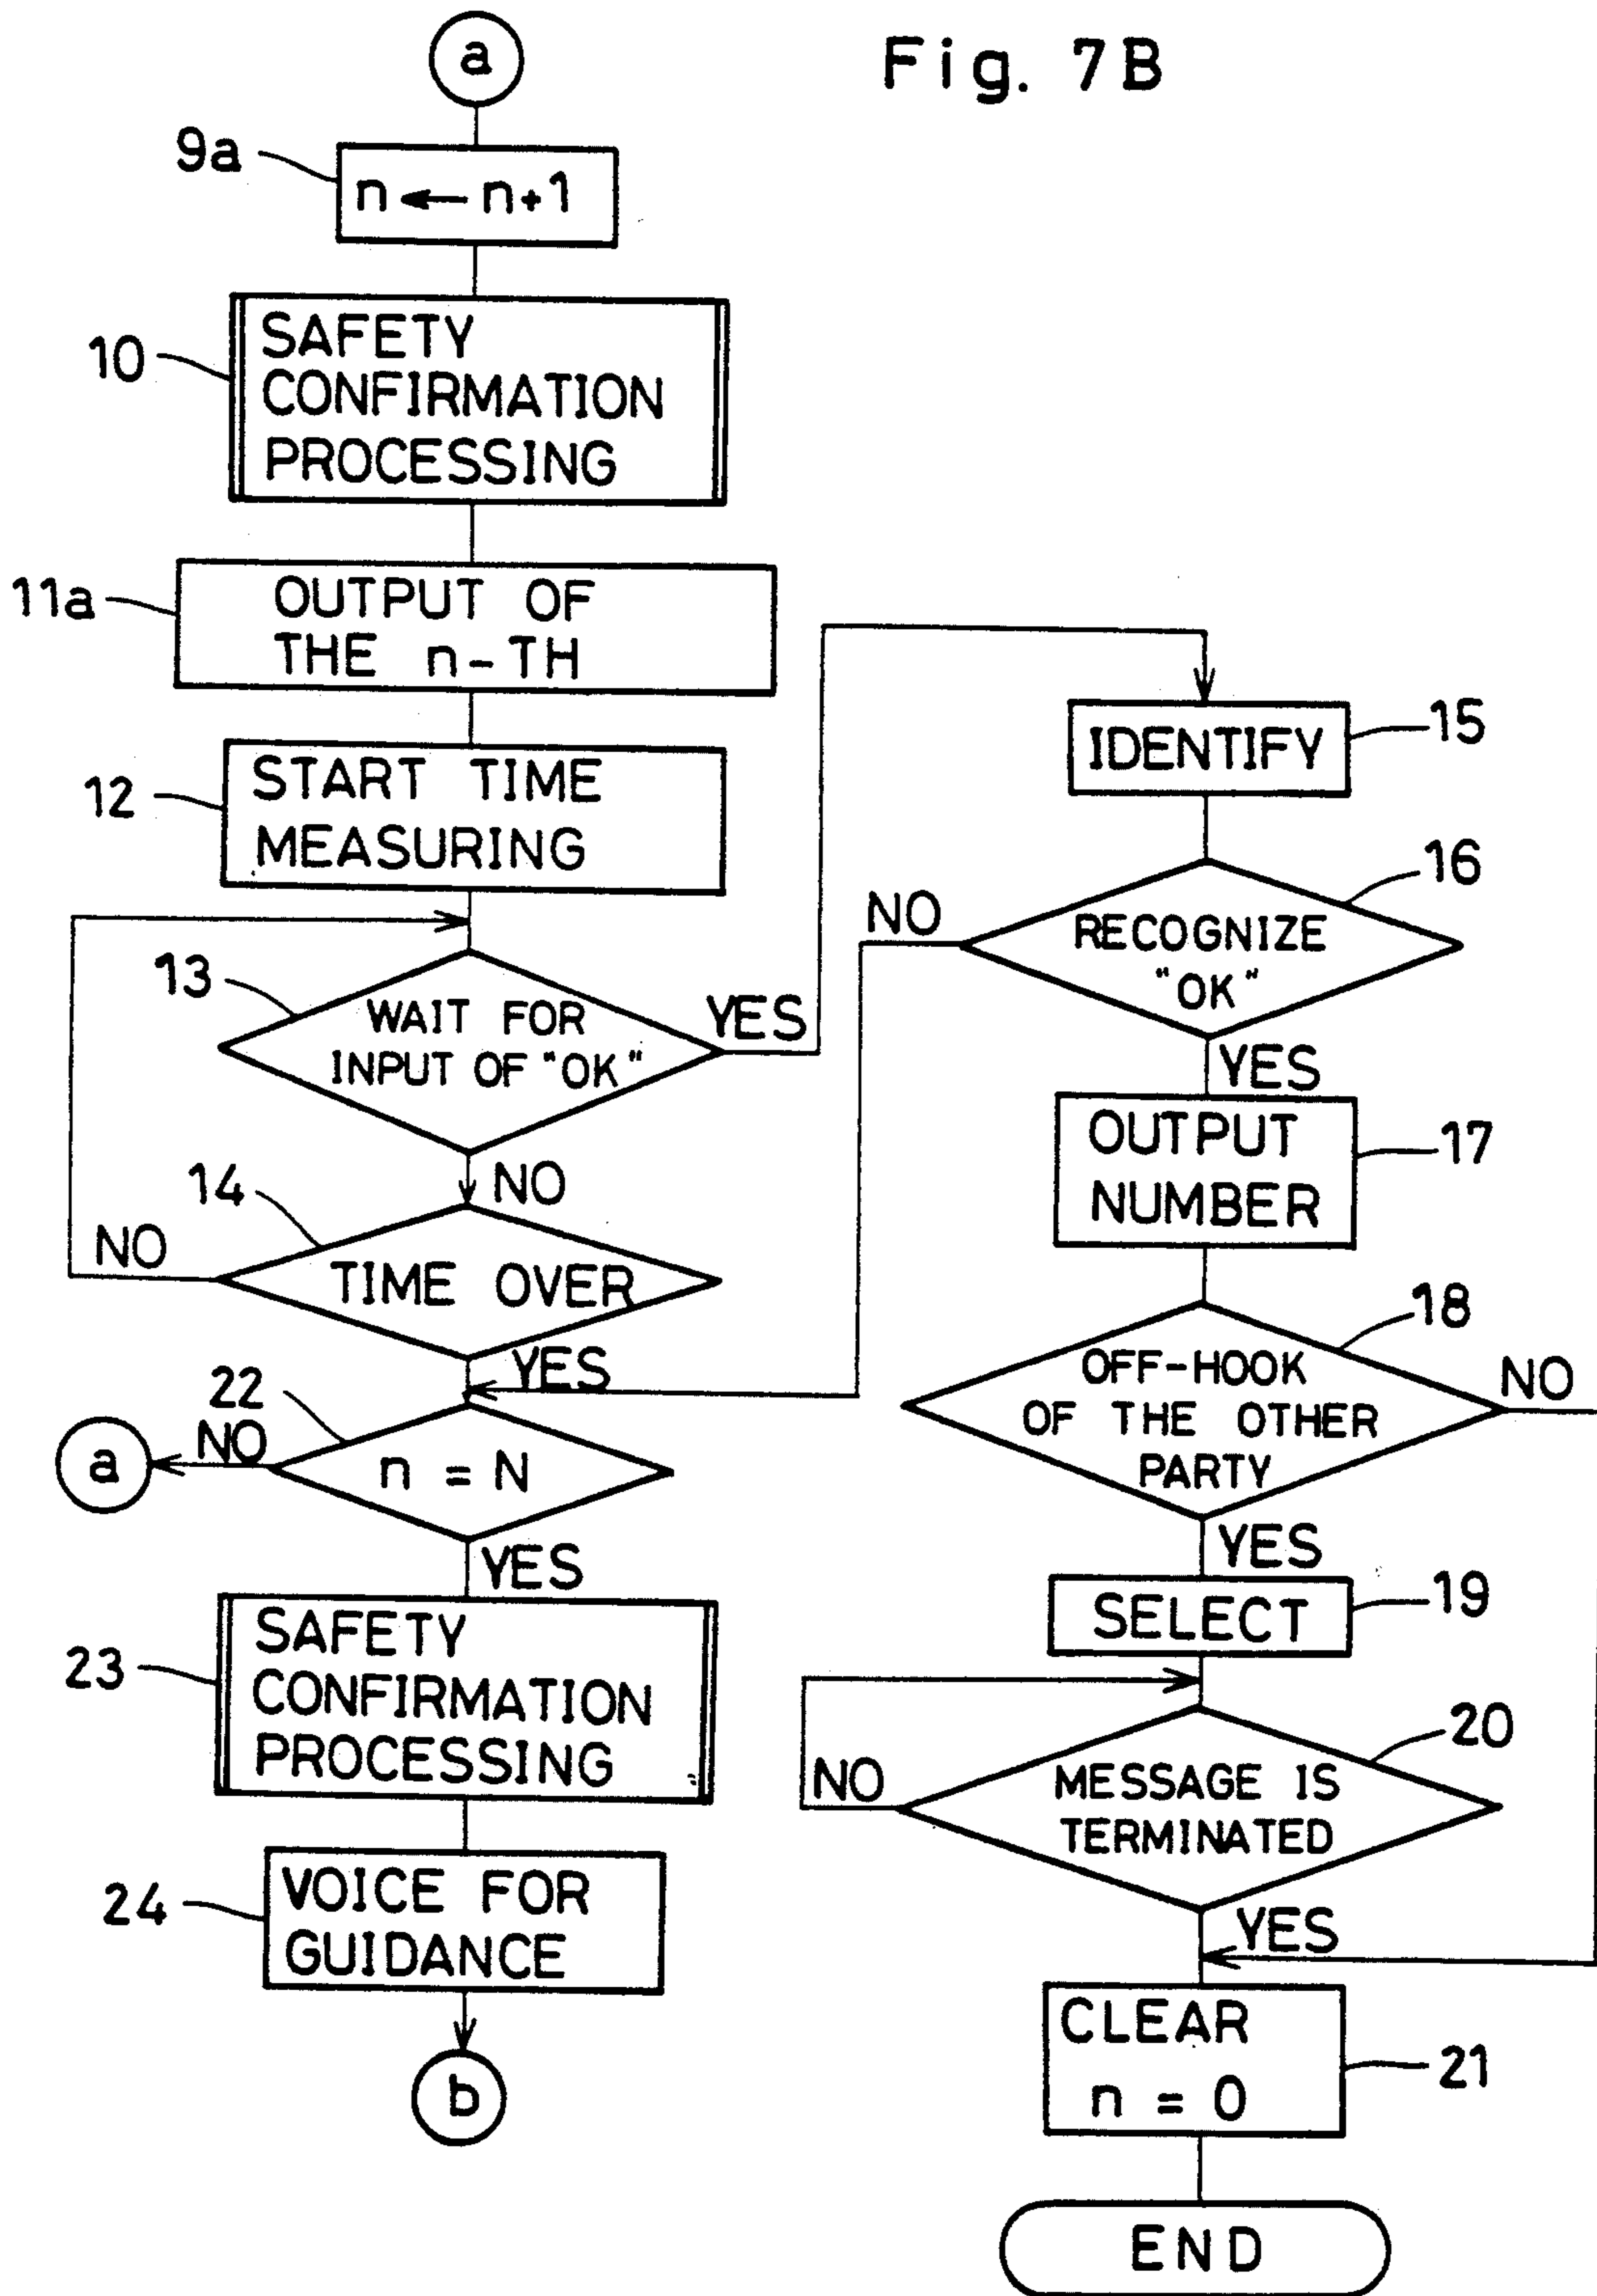 Fig. 7B
a
9a
n ← n+1
10
SAFETY
CONFIRMATION
PROCESSING
11a
OUTPUT OF
THE n-TH
12
START TIME
MEASURING
13
WAIT FOR
INPUT OF "OK"
YES
NO
14
TIME OVER
NO
YES
22
n = N
NO
a
YES
23
SAFETY
CONFIRMATION
PROCESSING
24
VOICE FOR
GUIDANCE
b
IDENTIFY
15
16
RECOGNIZE
"OK"
NO
YES
OUTPUT
NUMBER
17
18
OFF-HOOK
OF THE OTHER
PARTY
NO
YES
SELECT
19
20
MESSAGE IS
TERMINATED
NO
YES
CLEAR
n = 0
21
END